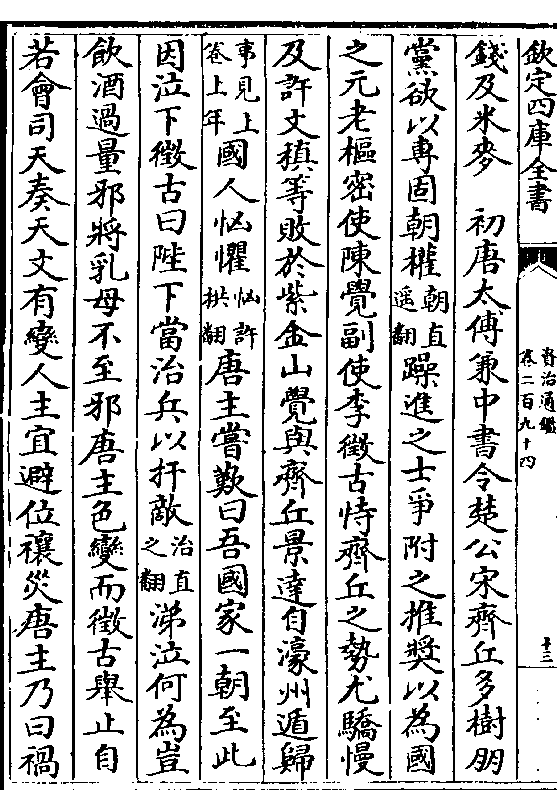 欽定四庫全書
資治通鑑
卷二百九十四
十三
錢及米麥　初唐太傅兼中書令楚公宋齊丘多樹朋
黨欲以專固朝權朝直遥翻躁進之士爭附之推奬以為國
之元老樞密使陳覺副使李徵古恃齊丘之勢尤驕慢
及許文稹等敗於紫金山覺與齊丘景達自濠州遁歸
事見上卷上年國人恟懼恟許拱翻唐主嘗歎曰吾國家一朝至此
因泣下徵古曰陛下當治兵以扞敵治直之翻涕泣何為豈
飲酒過量邪將乳母不至邪唐主色變而徵古舉止自
若會司天奏天文有變人主宜避位禳災唐主乃曰禍